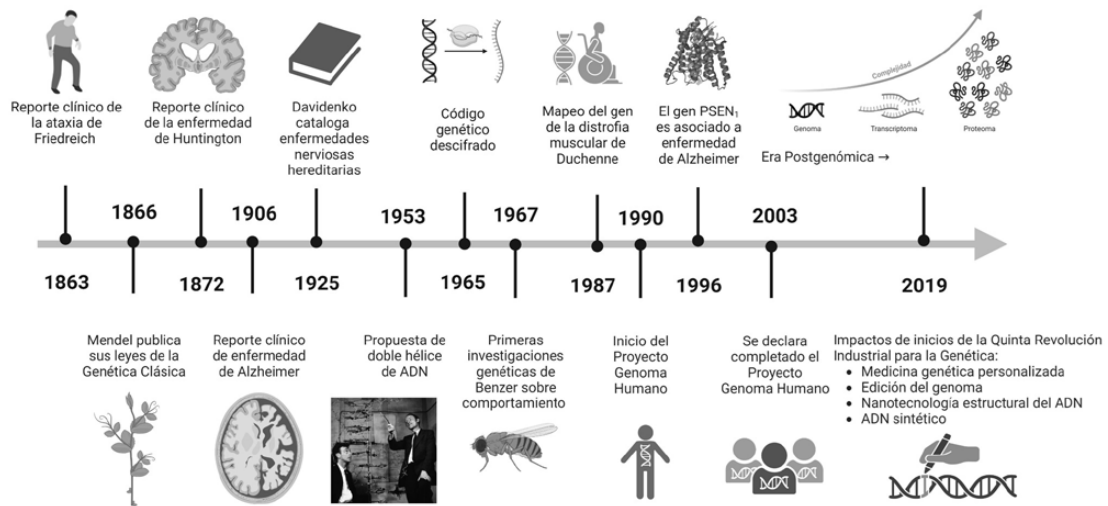 Reporte clínico de
la ataxia de
Friedreich
Reporte clínico
de la enfermedad
de Huntington
Davidenko
cataloga
enfermedades
nerviosas
hereditarias
Código
genético
descifrado
Mapeo del gen
de la distrofia
muscular de
Duchenne
El gen PSEN₁
es asociado a
enfermedad de
Alzheimer
Complejidad
Genoma
Transcriptoma
Proteoma
Era Postgenómica →
1866
1906
1953
1967
1990
2003
1863
1872
1925
1965
1987
1996
2019
Mendel publica
sus leyes de la
Genética Clásica
Reporte clínico
de enfermedad
de Alzheimer
Propuesta de
doble hélice
de ADN
Primeras
investigaciones
genéticas de
Benzer sobre
comportamiento
Inicio del
Proyecto
Genoma
Humano
Se declara
completado el
Proyecto
Genoma Humano
Impactos de inicios de la Quinta Revolución
Industrial para la Genética:
• Medicina genética personalizada
• Edición del genoma
• Nanotecnología estructural del ADN
• ADN sintético